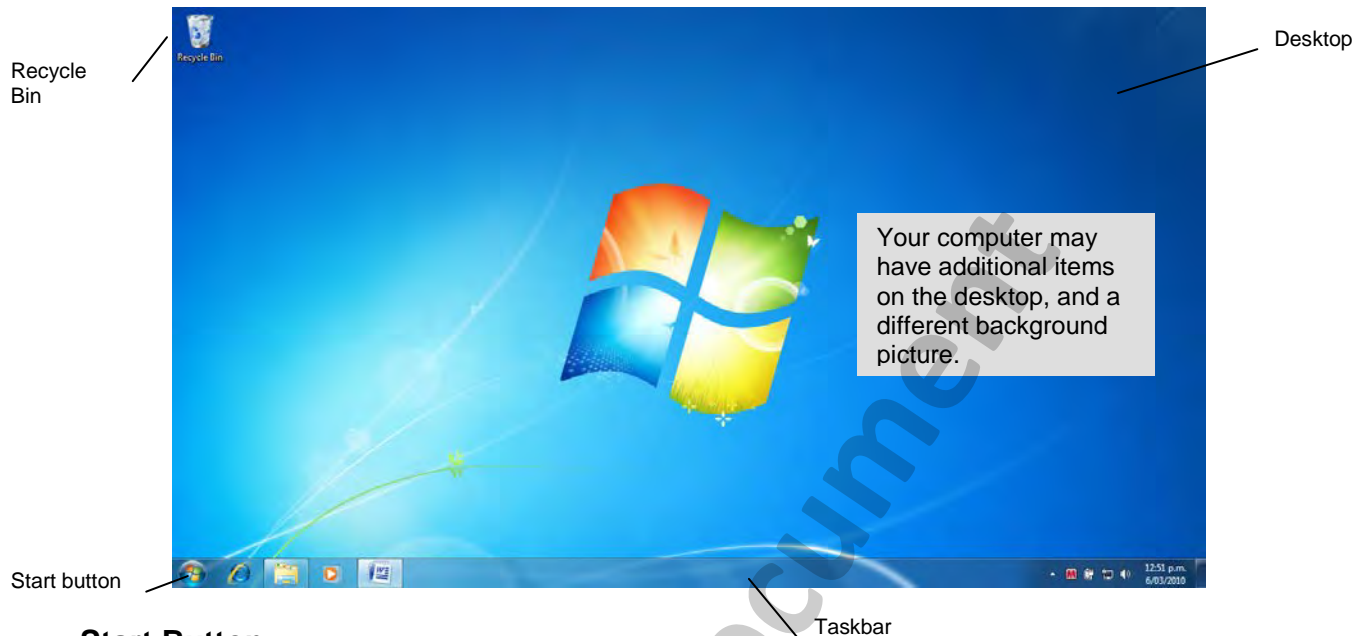 Desktop
Recycle
Bin
Recycle Bin
Your computer may
have additional items
on the desktop, and a
different background
picture.
12:51 p.m.
6/03/2010
Start button
Taskbar
Start Button
cument